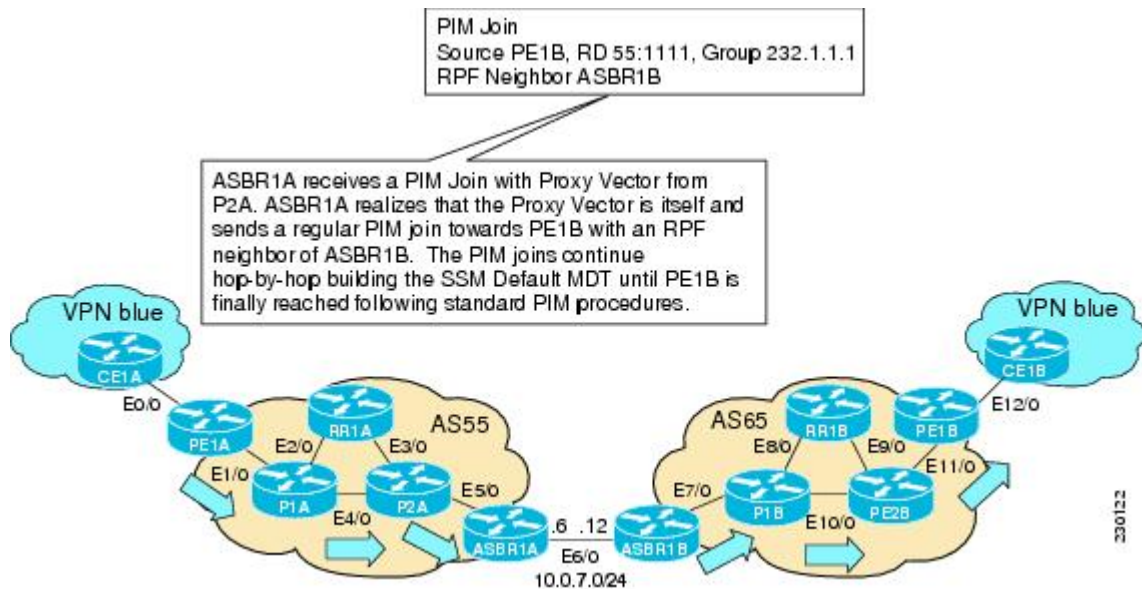 PIM Join
Source PE1B, RD 55:1111, Group 232.1.1.1
RPF Neighbor ASBR1B
ASBR1A receives a PIM Join with Proxy Vector from
P2A. ASBR1A realizes that the Proxy Vector is itself and
sends a regular PIM join towards PE1B with an RPF
neighbor of ASBR1B. The PIM joins continue
hop-by-hop building the SSM Default MDT until PE1B is
finally reached following standard PIM procedures.
VPN blue
CE1A
E0/0
PE1A
E1/0
E2/0
RR1A
E3/0
AS55
P1A
E4/0
P2A
E5/0
ASBR1A
.6 .12
E6/0
10.0.7.0/24
ASBR1B
E7/0
AS65
E8/0
RR1B
E9/0
PE1B
P1B
E10/0
PE2B
E11/0
VPN blue
CE1B
E12/0
230122